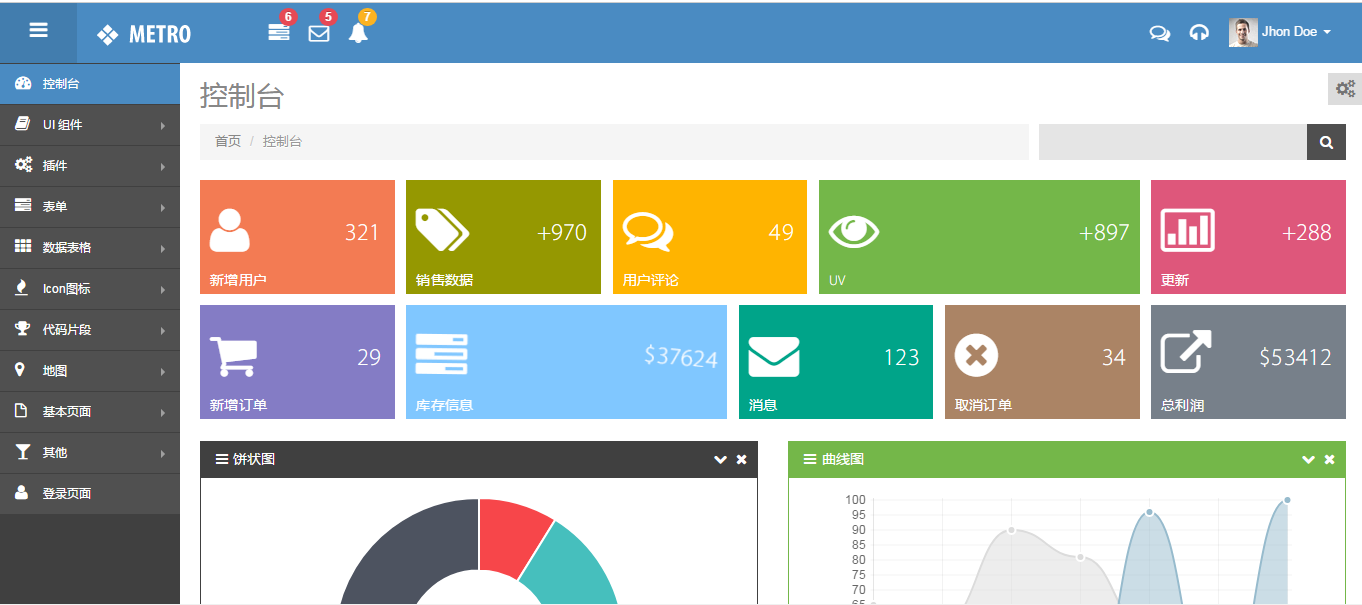 METRO
6
5
7
Jhon Doe
控制台
UI 组件
插件
表单
数据表格
Icon图标
代码片段
地图
基本页面
其他
登录页面
控制台
首页 / 控制台
321
新增用户
+970
销售数据
49
用户评论
+897
UV
+288
更新
29
新增订单
$37624
库存信息
123
消息
34
取消订单
$53412
总利润
饼状图
曲线图
100
95
90
85
80
75
70
65